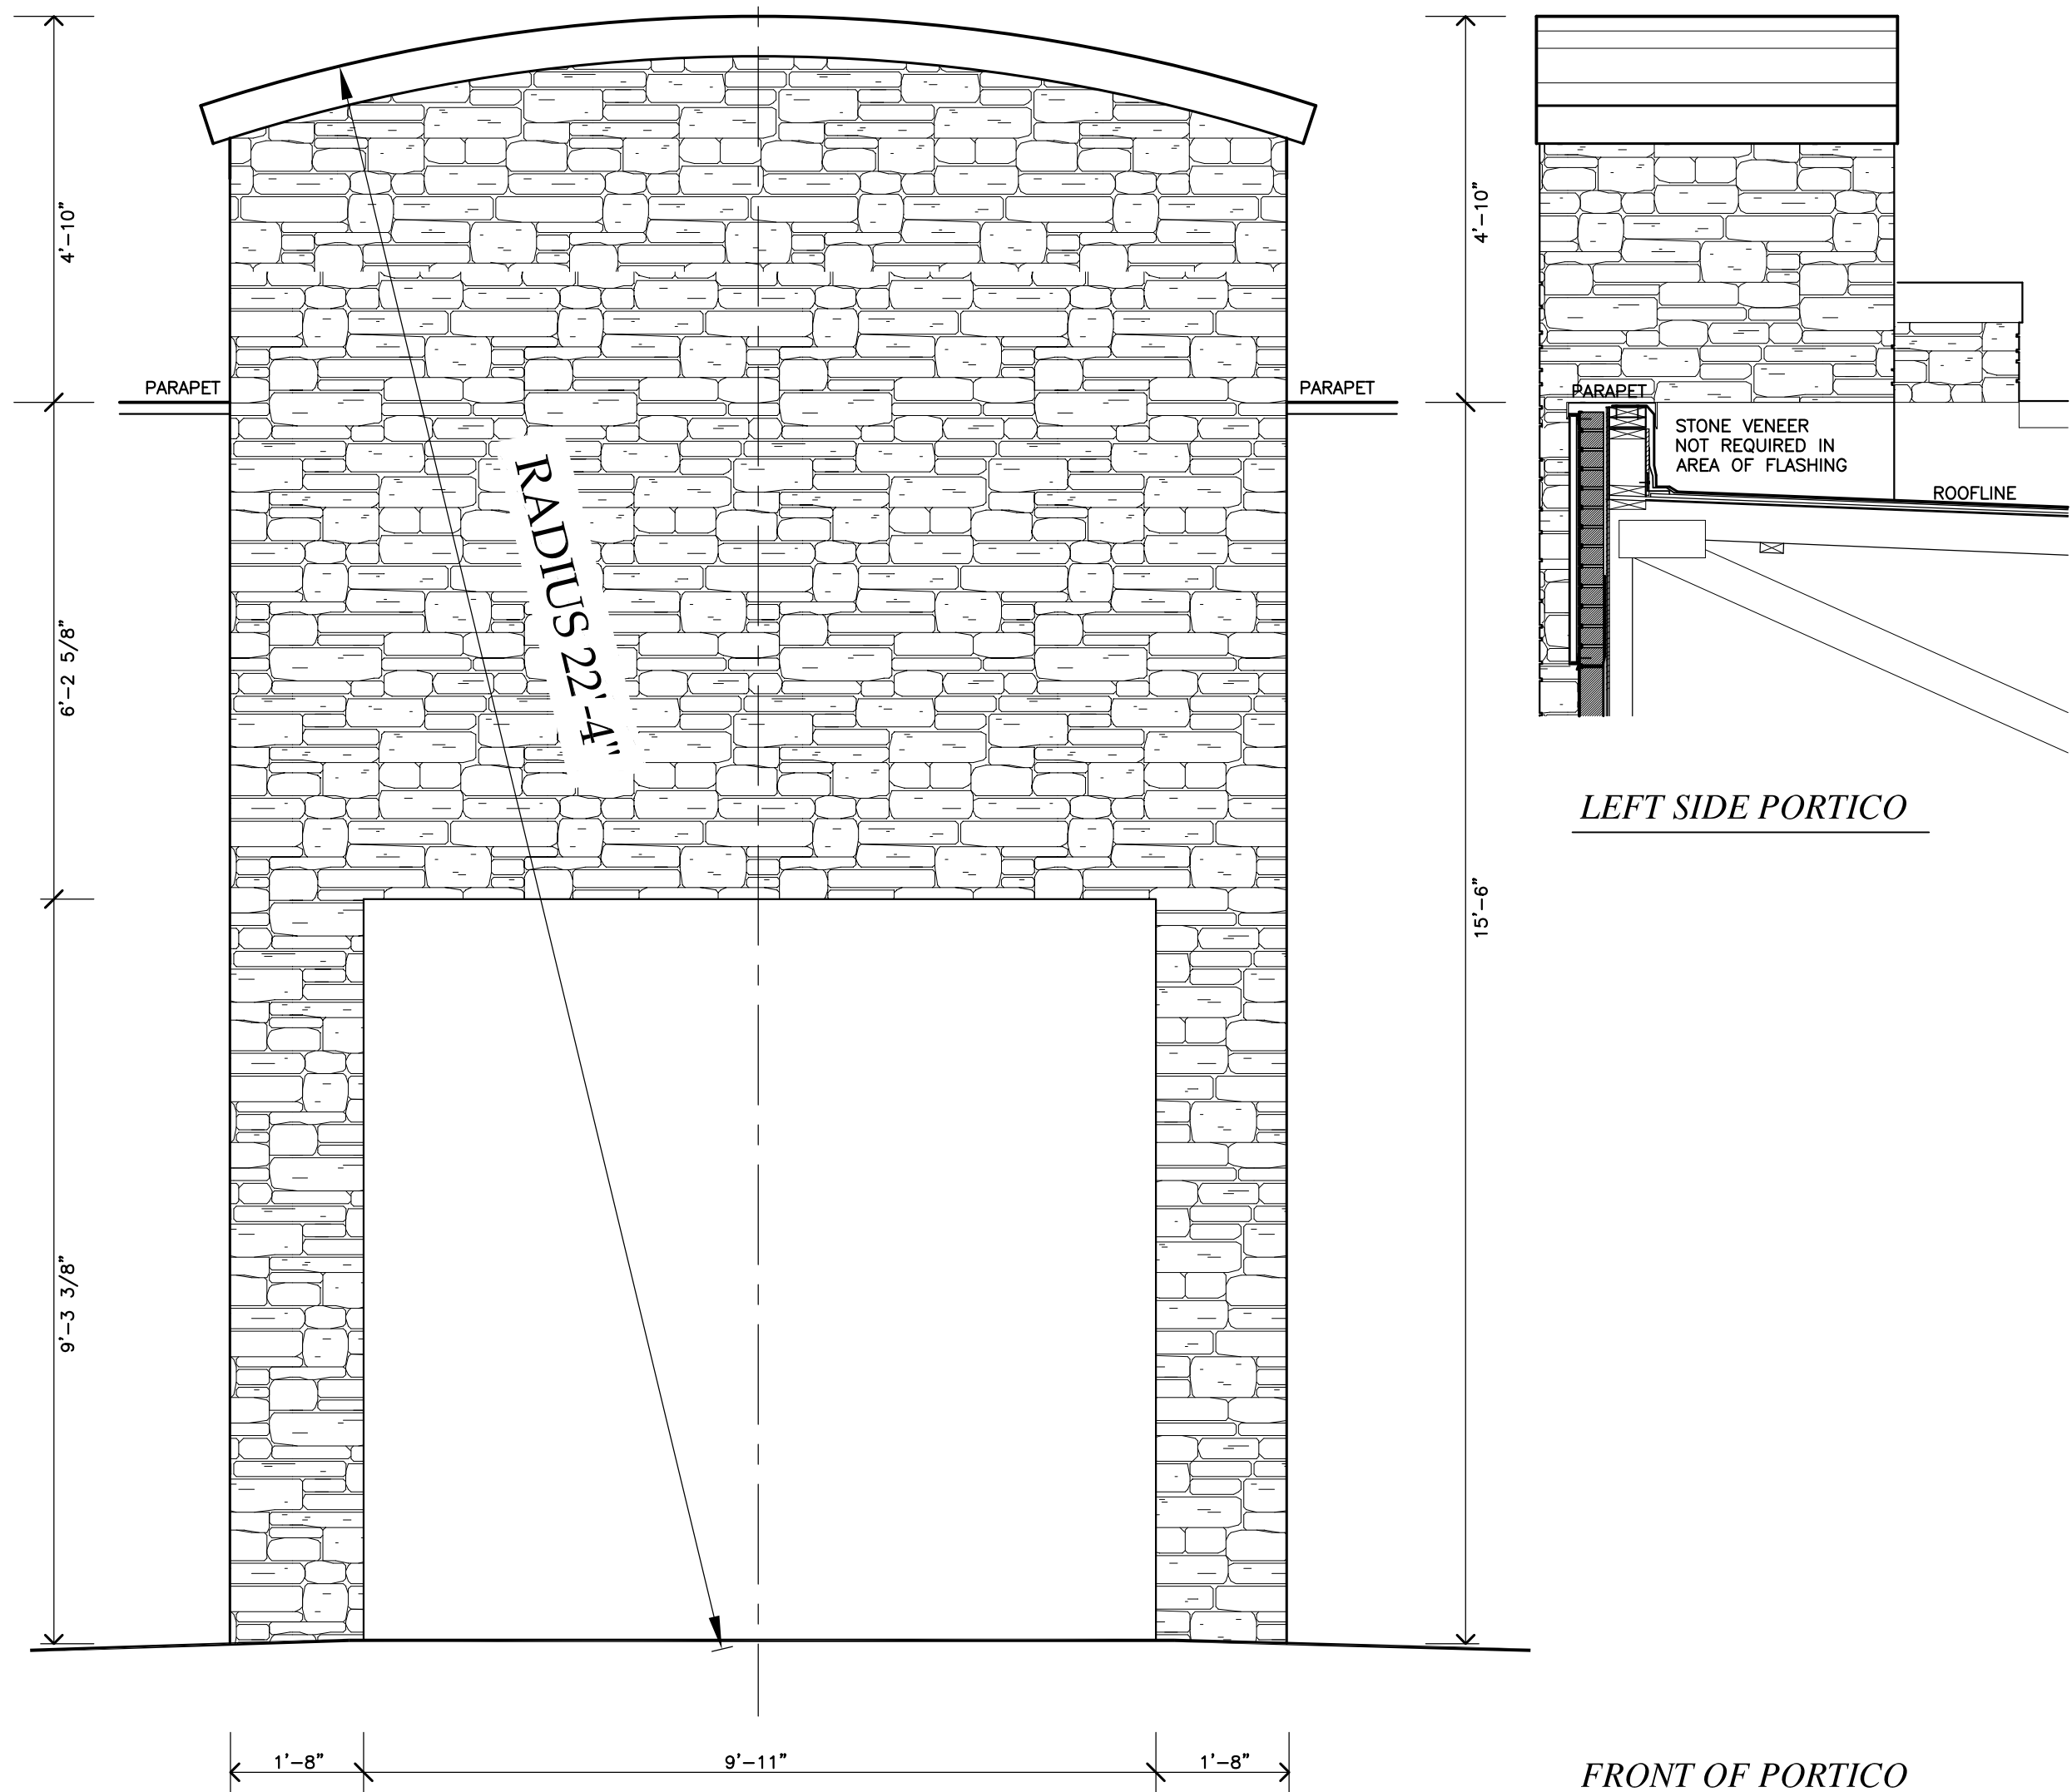 4'-10"
4'-10"
PARAPET
PARAPET
PARAPET
STONE VENEER
NOT REQUIRED IN
AREA OF FLASHING
ROOFLINE
RADIUS 22'-4"
6'-2 5/8"
LEFT SIDE PORTICO
15'-6"
9'-3 3/8"
1'-8"
9'-11"
1'-8"
FRONT OF PORTICO